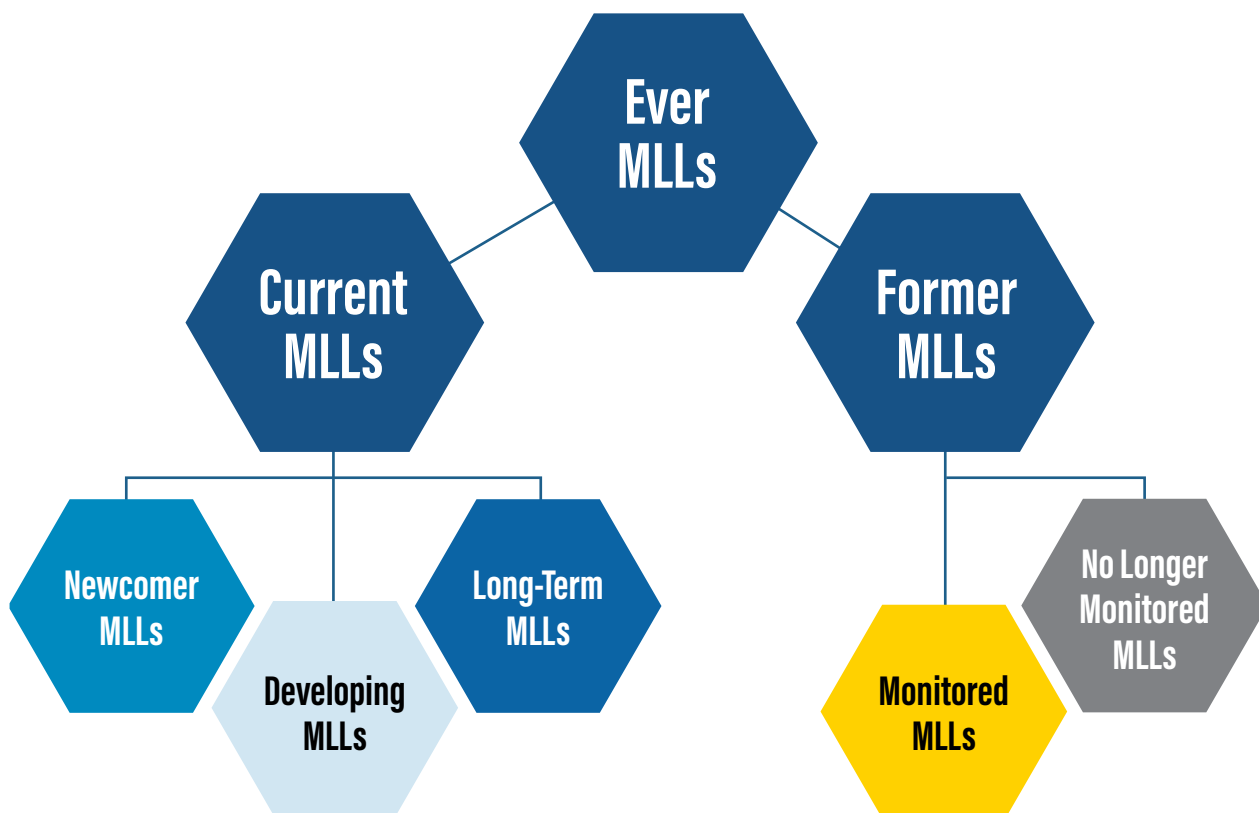 Ever
MLLs
Current
MLLs
Former
MLLs
Newcomer
MLLs
Developing
MLLs
Long-Term
MLLs
Monitored
MLLs
No Longer
Monitored
MLLs